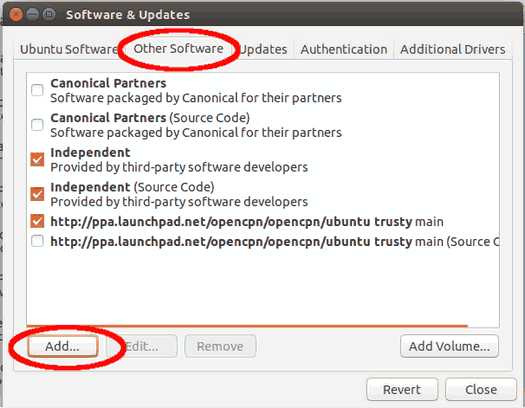 Software & Updates
Ubuntu Software Other Software Updates Authentication Additional Drivers
Canonical Partners
Software packaged by Canonical for their partners
Canonical Partners (Source Code)
Software packaged by Canonical for their partners
Independent
Provided by third-party software developers
Independent (Source Code)
Provided by third-party software developers
http://ppa.launchpad.net/opencpn/opencpn/ubuntu trusty main
http://ppa.launchpad.net/opencpn/opencpn/ubuntu trusty main (Source C
Add... Edit... Remove Add Volume...
Revert Close